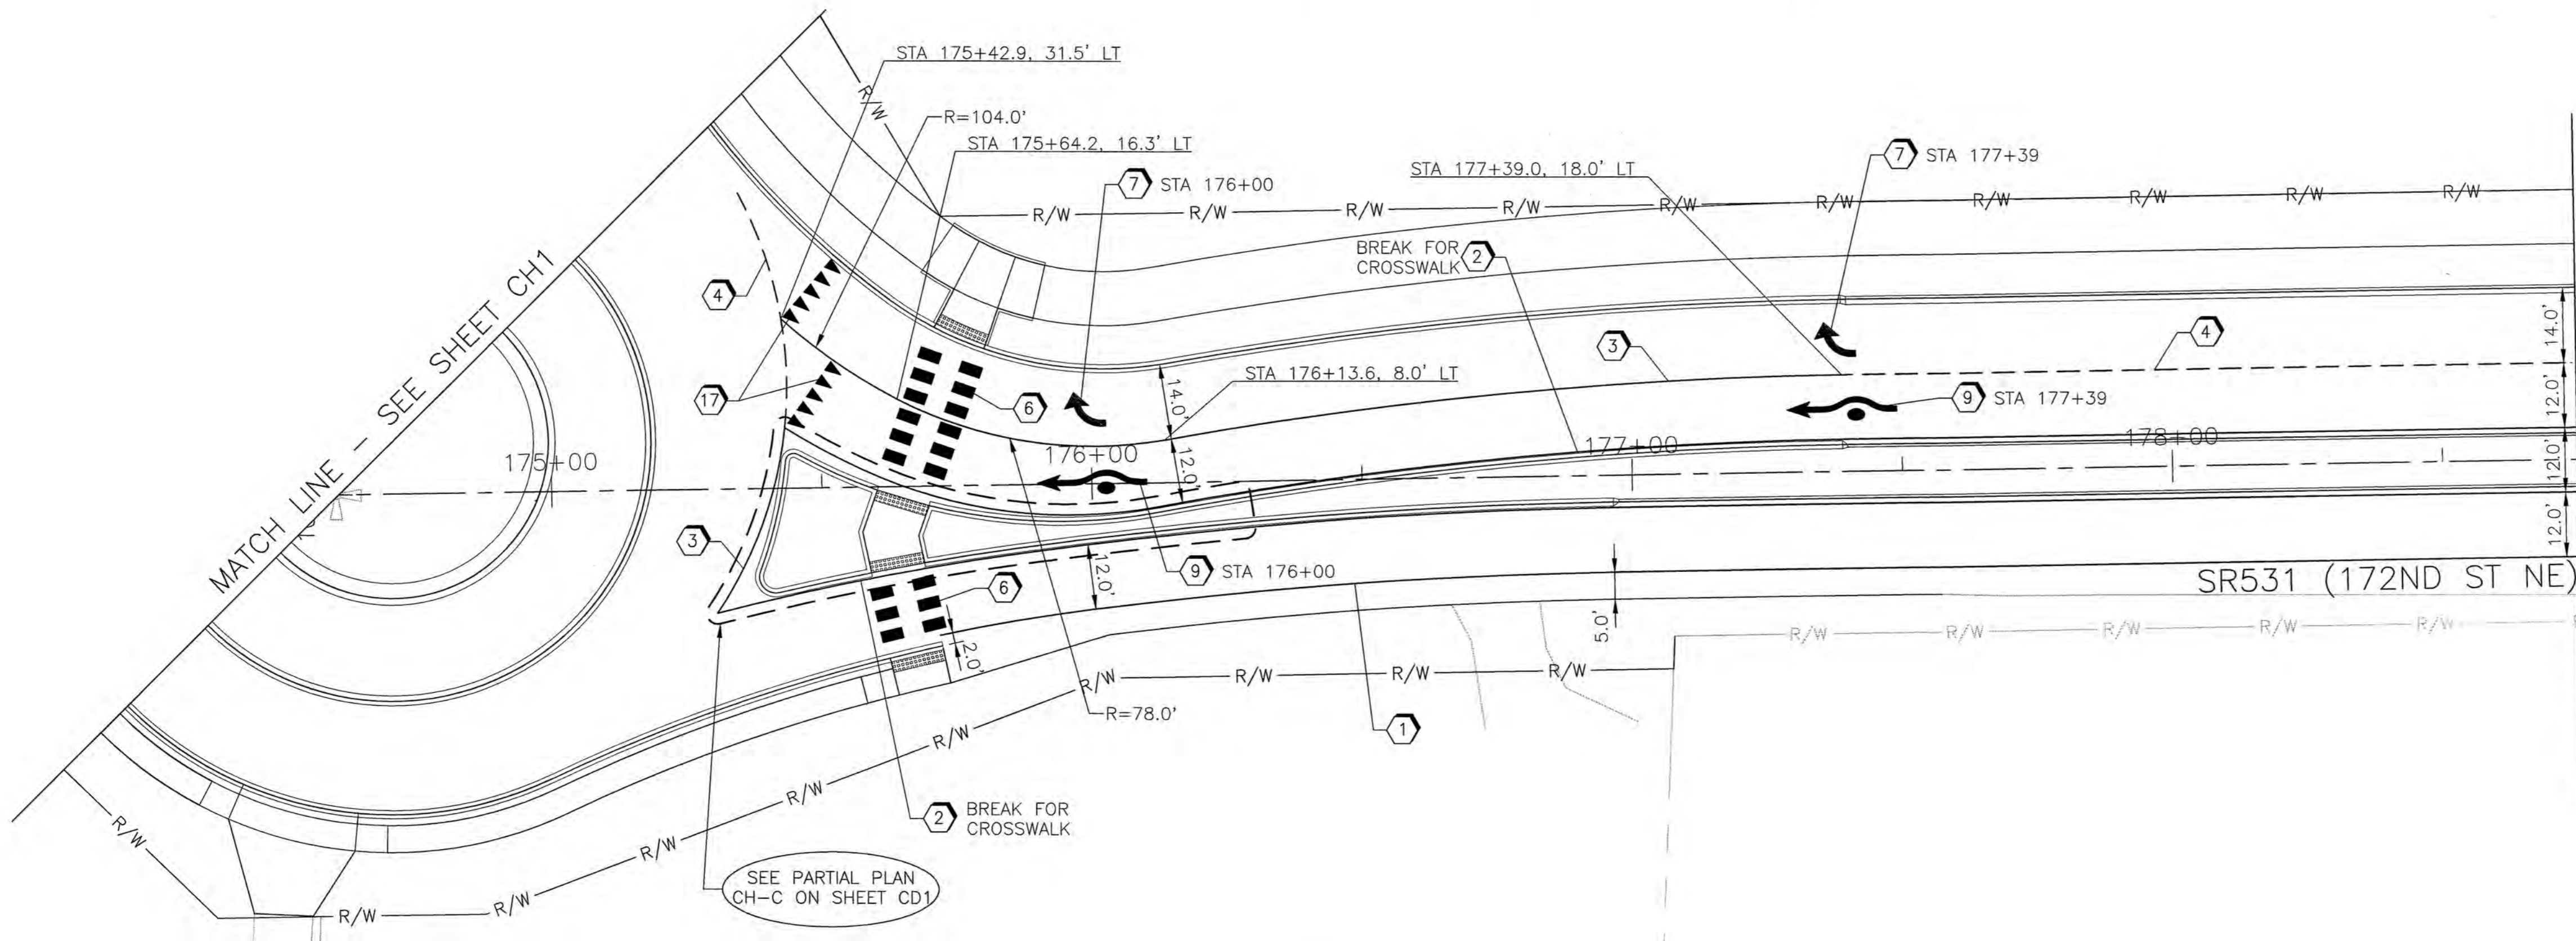 STA 175+42.9, 31.5' LT
R/W
R=104.0'
STA 175+64.2, 16.3' LT
7 STA 176+00
STA 177+39.0, 18.0' LT
7 STA 177+39
R/W R/W R/W R/W R/W R/W R/W R/W R/W R/W
BREAK FOR
CROSSWALK
2
4
MATCH LINE - SEE SHEET CH1
3
4
14.0'
17
6
14.0'
STA 176+13.6, 8.0' LT
9 STA 177+39
12.0'
175+00
176+00
12.0'
177+00
178+00
12.0'
3
12.0'
9 STA 176+00
12.0'
6
SR531 (172ND ST NE)
5.0'
2.0'
R/W R/W R/W R/W R/W
R/W R/W R/W R/W
R=78.0'
1
R/W
R/W
R/W
2
BREAK FOR
CROSSWALK
R/W
SEE PARTIAL PLAN
CH-C ON SHEET CD1
R/W
R/W